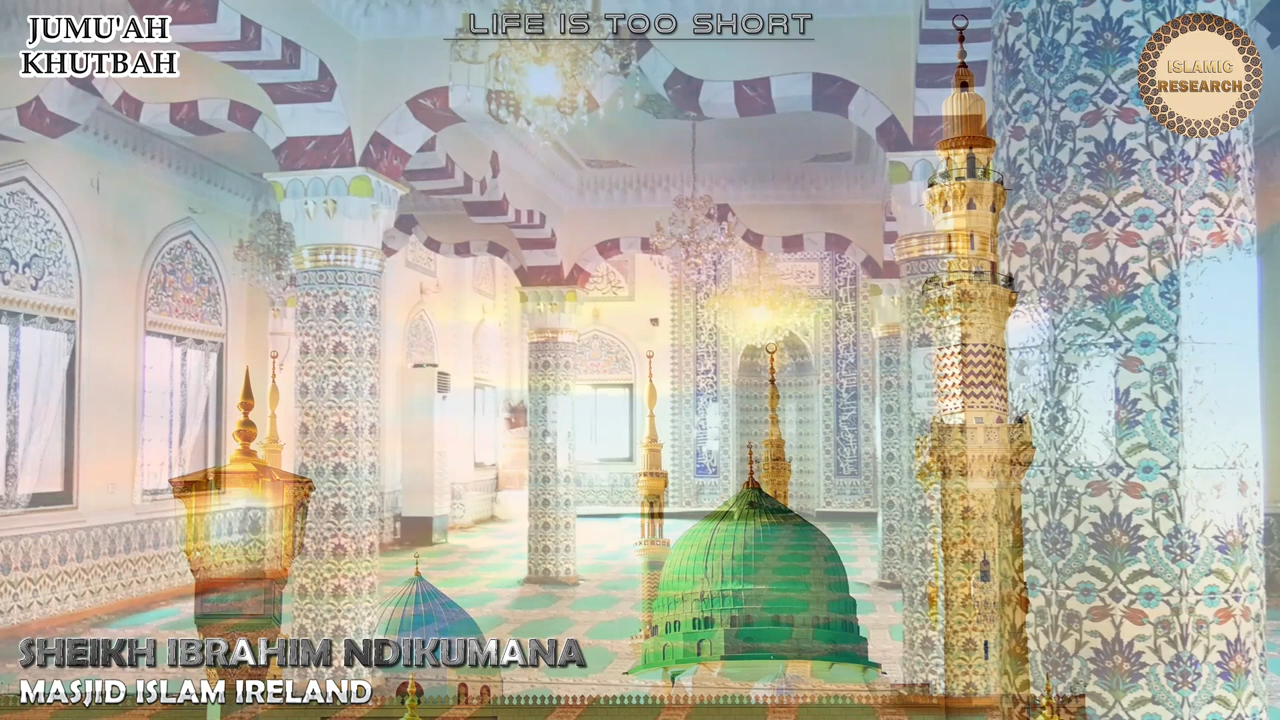 JUMU'AH
KHUTBAH
LIFE IS TOO SHORT
ISLAMIC
RESEARCH
SHEIKH IBRAHIM NDIKUMANA
MASJID ISLAM IRELAND